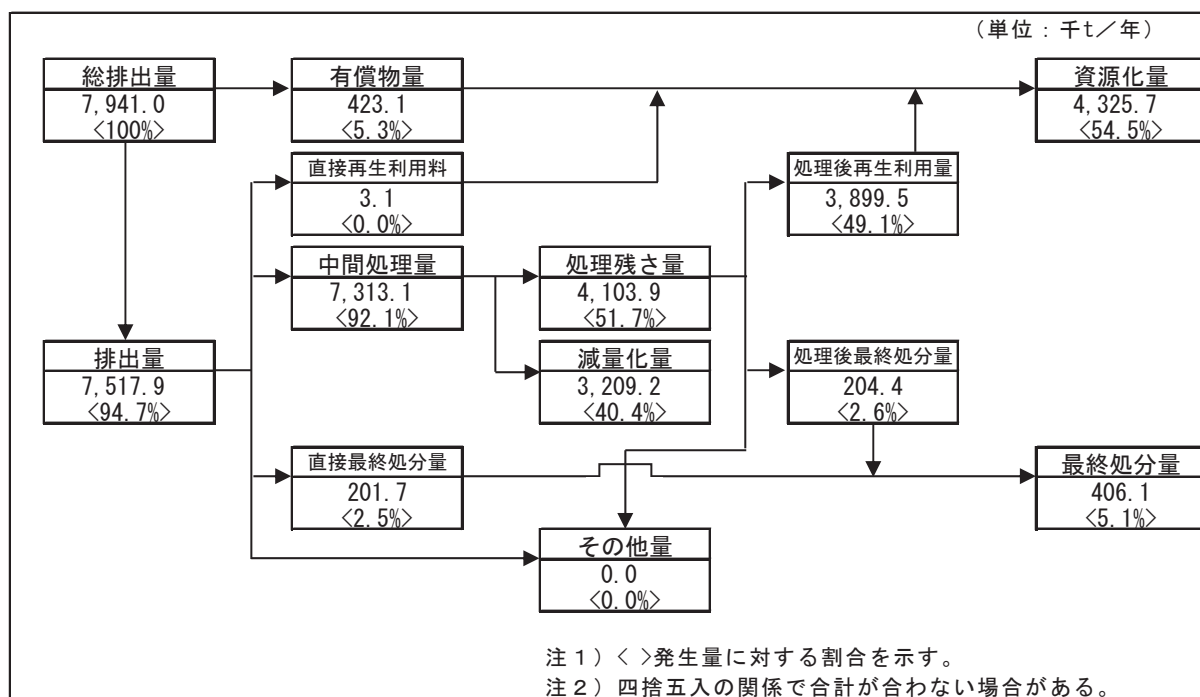 （単位：千t／年）
総排出量
7,941.0
<100%>
有償物量
423.1
<5.3%>
資源化量
4,325.7
<54.5%>
直接再生利用料
3.1
<0.0%>
処理後再生利用量
3,899.5
<49.1%>
中間処理量
7,313.1
<92.1%>
処理残さ量
4,103.9
<51.7%>
排出量
7,517.9
<94.7%>
減量化量
3,209.2
<40.4%>
処理後最終処分量
204.4
<2.6%>
直接最終処分量
201.7
<2.5%>
最終処分量
406.1
<5.1%>
その他量
0.0
<0.0%>
注１）< >発生量に対する割合を示す。
注２）四捨五入の関係で合計が合わない場合がある。